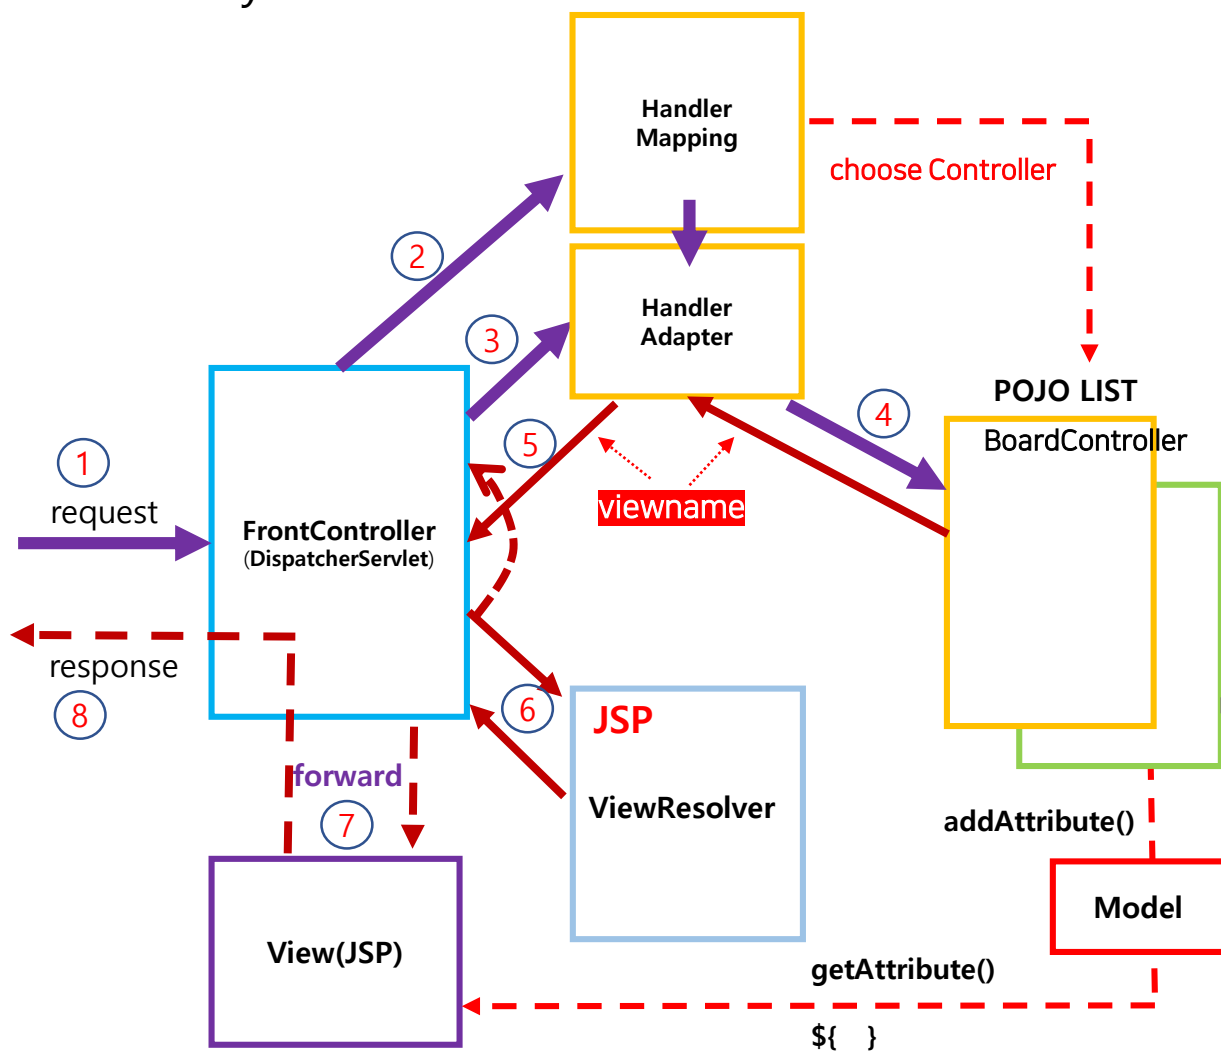 Handler
Mapping
choose Controller
2
Handler
Adapter
3
POJO LIST
4
BoardController
5
1
viewname
request
FrontController
(DispatcherServlet)
response
6
8
JSP
forward
ViewResolver
7
addAttribute()
Model
View(JSP)
getAttribute()
${ }